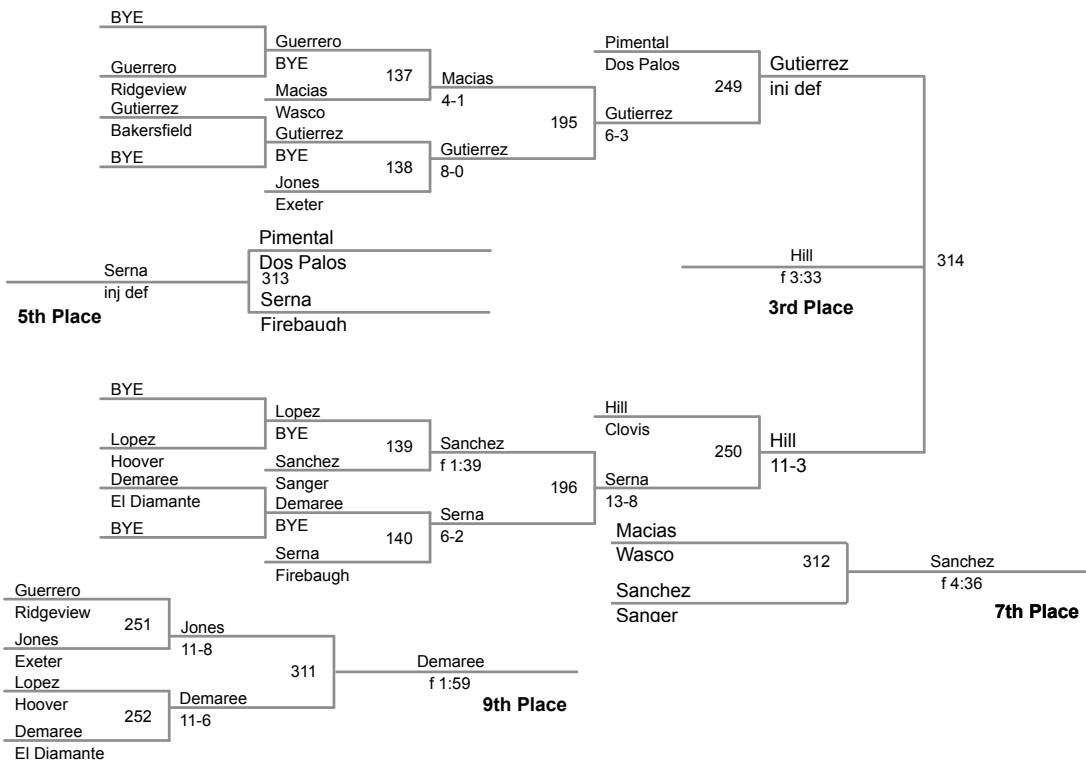 BYE
Guerrero
Ridgeview
Gutierrez
Bakersfield
BYE
Guerrero
BYE
137
Macias
Wasco
Gutierrez
BYE
138
Jones
Exeter
Macias
4-1
195
Gutierrez
8-0
Pimental
Dos Palos
249
Gutierrez
6-3
Gutierrez
inj def
314
Hill
f 3:33
3rd Place
Pimental
Dos Palos
313
Serna
Firebaugh
Serna
inj def
5th Place
BYE
Lopez
Hoover
Demaree
El Diamante
BYE
Lopez
BYE
139
Sanchez
Sanger
Demaree
BYE
140
Serna
Firebaugh
Sanchez
f 1:39
196
Serna
6-2
Hill
Clovis
250
Serna
13-8
Hill
11-3
Macias
Wasco
312
Sanchez
Sanger
Sanchez
f 4:36
7th Place
Guerrero
Ridgeview
251
Jones
Exeter
Lopez
Hoover
252
Demaree
El Diamante
Jones
11-8
311
Demaree
11-6
Demaree
f 1:59
9th Place